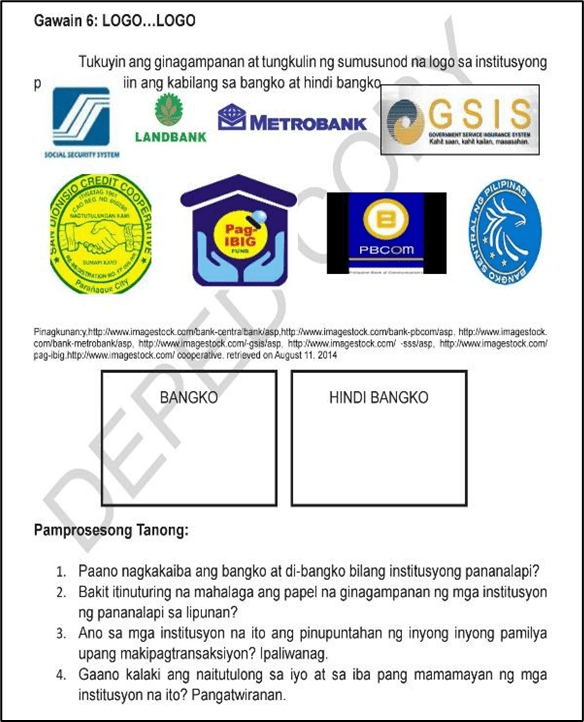 Gawain 6: LOGO…LOGO
Tukuyin ang ginagampanan at tungkulin ng sumusunod na logo sa institusyong
p iin ang kabilang sa bangko at hindi bangko.
SOCIAL SECURITY SYSTEM
LANDBANK
METROBANK
GSIS
GOVERNMENT SERVICE INSURANCE SYSTEM
Kahit saan, kahit kailan, maaasahan.
SAN DIONISIO CREDIT COOPERATIVE
ITINATAG 1961
NAGTUTULUNGAN KAMI
SUMAPI KAYO
Parañaque City
Pag-
IBIG
FUND
B
PBCOM
Philippine Bank of Communications
BANGKO SENTRAL NG PILIPINAS
Pinagkunan:y.http://www.imagestock.com/bank-centralbank/asp,http://www.imagestock.com/bank-pbcom/asp, http://www.imagestock.
com/bank-metrobank/asp, http://www.imagestock.com/-gsis/asp, http://www.imagestock.com/ -sss/asp, http://www.imagestock.com/
pag-ibig,http://www.imagestock.com/ cooperative. retrieved on August 11, 2014
BANGKO
HINDI BANGKO
DEPED COPY
Pamprosesong Tanong:
1. Paano nagkakaiba ang bangko at di-bangko bilang institusyong pananalapi?
2. Bakit itinuturing na mahalaga ang papel na ginagampanan ng mga institusyon
ng pananalapi sa lipunan?
3. Ano sa mga institusyon na ito ang pinupuntahan ng inyong inyong pamilya
upang makipagtransaksiyon? Ipaliwanag.
4. Gaano kalaki ang naitutulong sa iyo at sa iba pang mamamayan ng mga
institusyon na ito? Pangatwiranan.